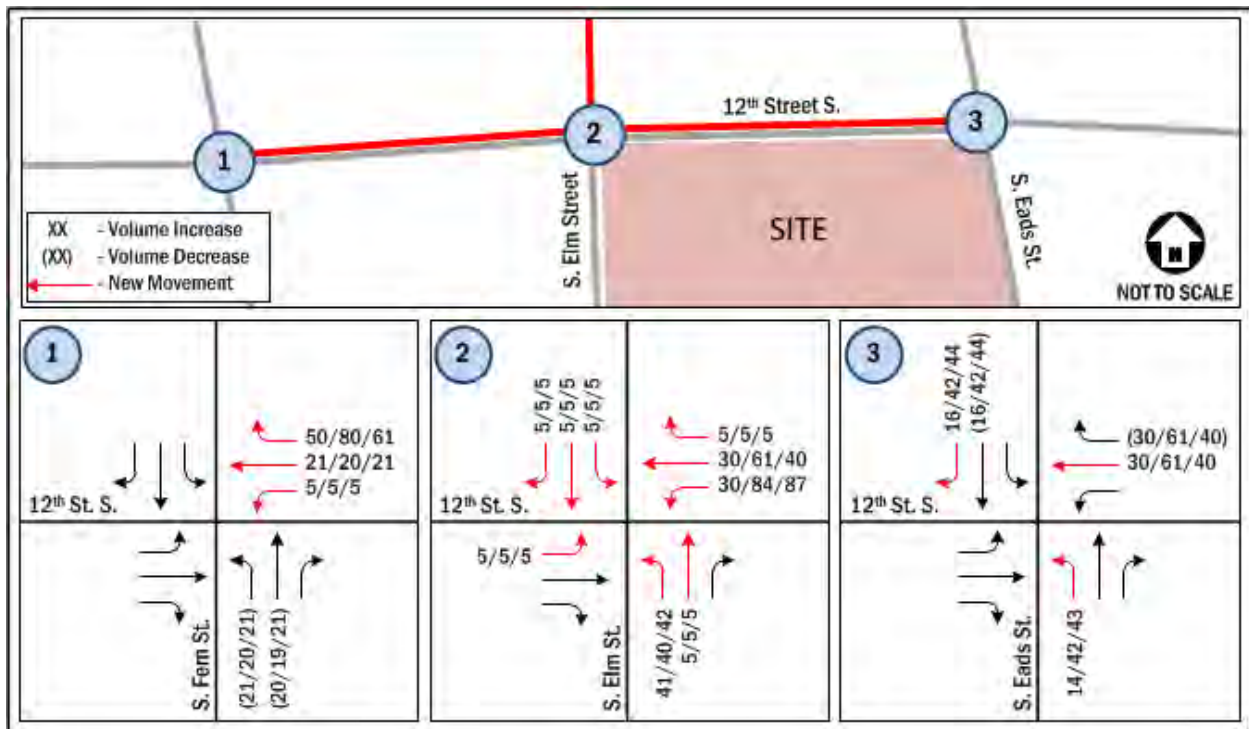 12th Street S.
1
2
3
S. Elm Street
S. Eads St.
SITE
XX - Volume Increase
(XX) - Volume Decrease
- New Movement
N
NOT TO SCALE
1
50/80/61
21/20/21
5/5/5
12th St. S.
S. Fern St.
(21/20/21)
(20/19/21)
2
5/5/5
5/5/5
5/5/5
5/5/5
30/61/40
30/84/87
12th St. S.
5/5/5
S. Elm St.
41/40/42
5/5/5
3
16/42/44
(16/42/44)
(30/61/40)
30/61/40
12th St. S.
S. Eads St.
14/42/43